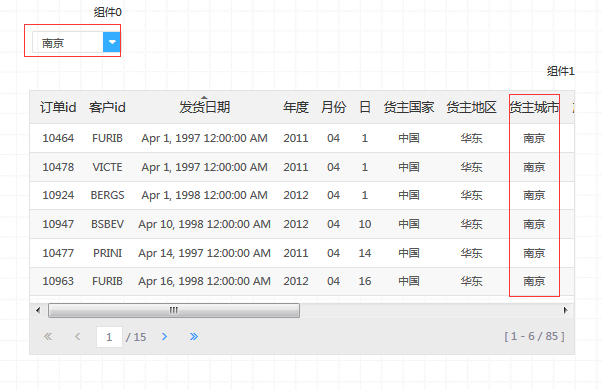 组件0
南京
组件1
订单id 客户id 发货日期 年度 月份 日 货主国家 货主地区 货主城市
10464 FURIB Apr 1, 1997 12:00:00 AM 2011 04 1 中国 华东 南京
10478 VICTE Apr 1, 1997 12:00:00 AM 2011 04 1 中国 华东 南京
10924 BERGS Apr 1, 1998 12:00:00 AM 2012 04 1 中国 华东 南京
10947 BSBEV Apr 10, 1998 12:00:00 AM 2012 04 10 中国 华东 南京
10477 PRINI Apr 14, 1997 12:00:00 AM 2011 04 14 中国 华东 南京
10963 FURIB Apr 16, 1998 12:00:00 AM 2012 04 16 中国 华东 南京
1 / 15 [ 1 - 6 / 85 ]